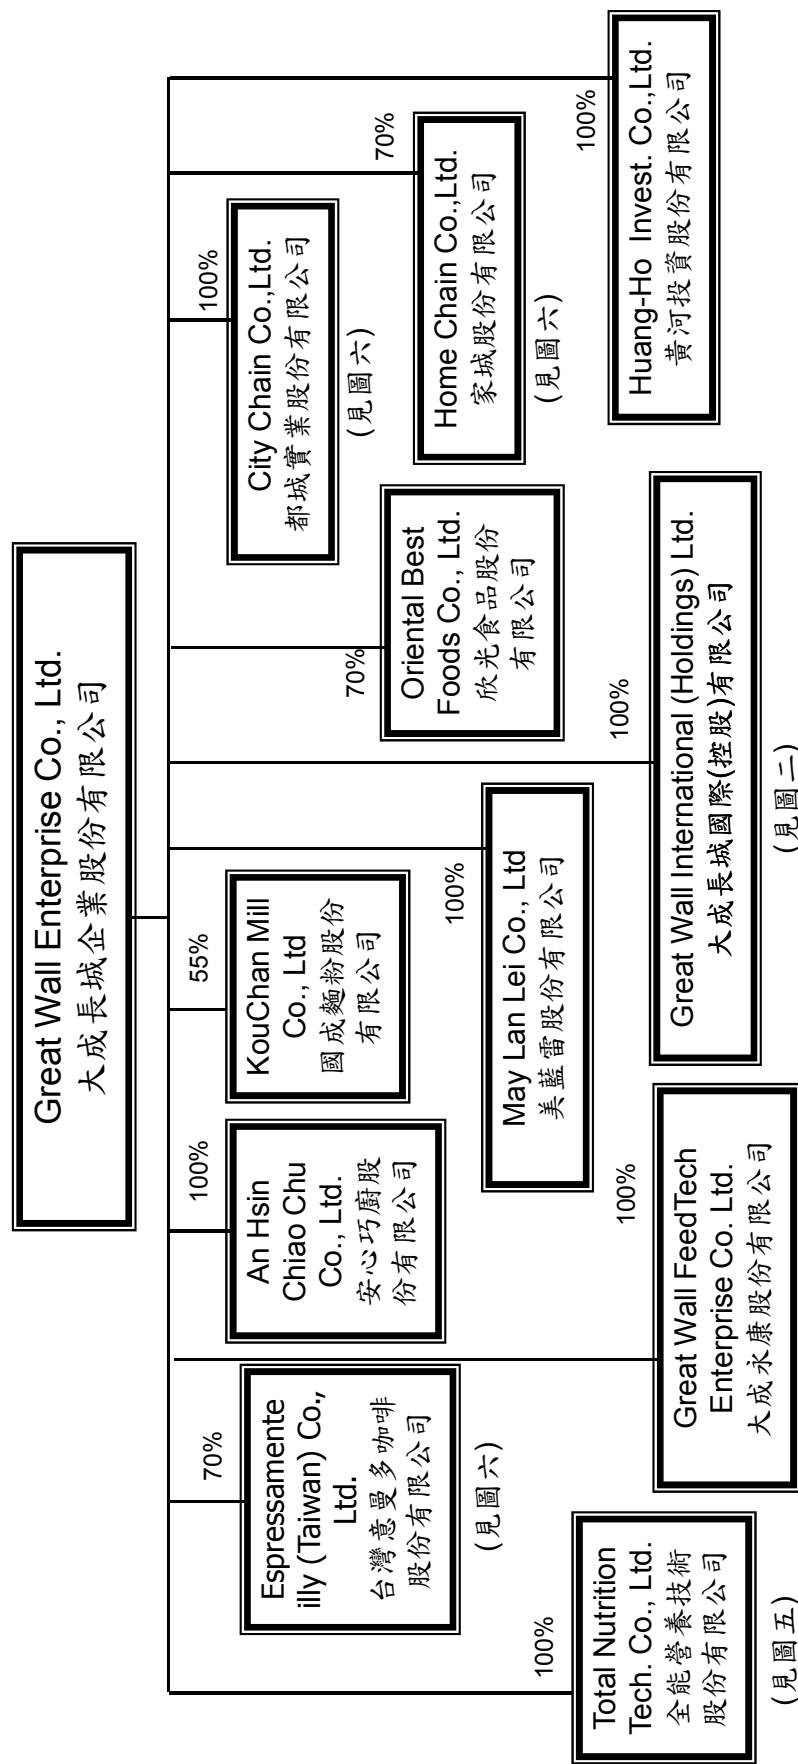 Great Wall Enterprise Co., Ltd.
大成長城企業股份有限公司
70%
Espressamente
illy (Taiwan) Co.,
Ltd.
台灣意曼多咖啡
股份有限公司
(見圖六)
100%
An Hsin
Chiao Chu
Co., Ltd.
安心巧廚股
份有限公司
55%
KouChan Mill
Co., Ltd
國成麵粉股份
有限公司
100%
City Chain Co.,Ltd.
都城實業股份有限公司
(見圖六)
70%
Oriental Best
Foods Co., Ltd.
欣光食品股份
有限公司
70%
Home Chain Co.,Ltd.
家城股份有限公司
(見圖六)
100%
May Lan Lei Co., Ltd
美藍雷股份有限公司
100%
Total Nutrition
Tech. Co., Ltd.
全能營養技術
股份有限公司
(見圖五)
100%
Great Wall FeedTech
Enterprise Co. Ltd.
大成永康股份有限公司
100%
Great Wall International (Holdings) Ltd.
大成長城國際(控股)有限公司
(見圖二)
100%
Huang-Ho Invest. Co.,Ltd.
黃河投資股份有限公司